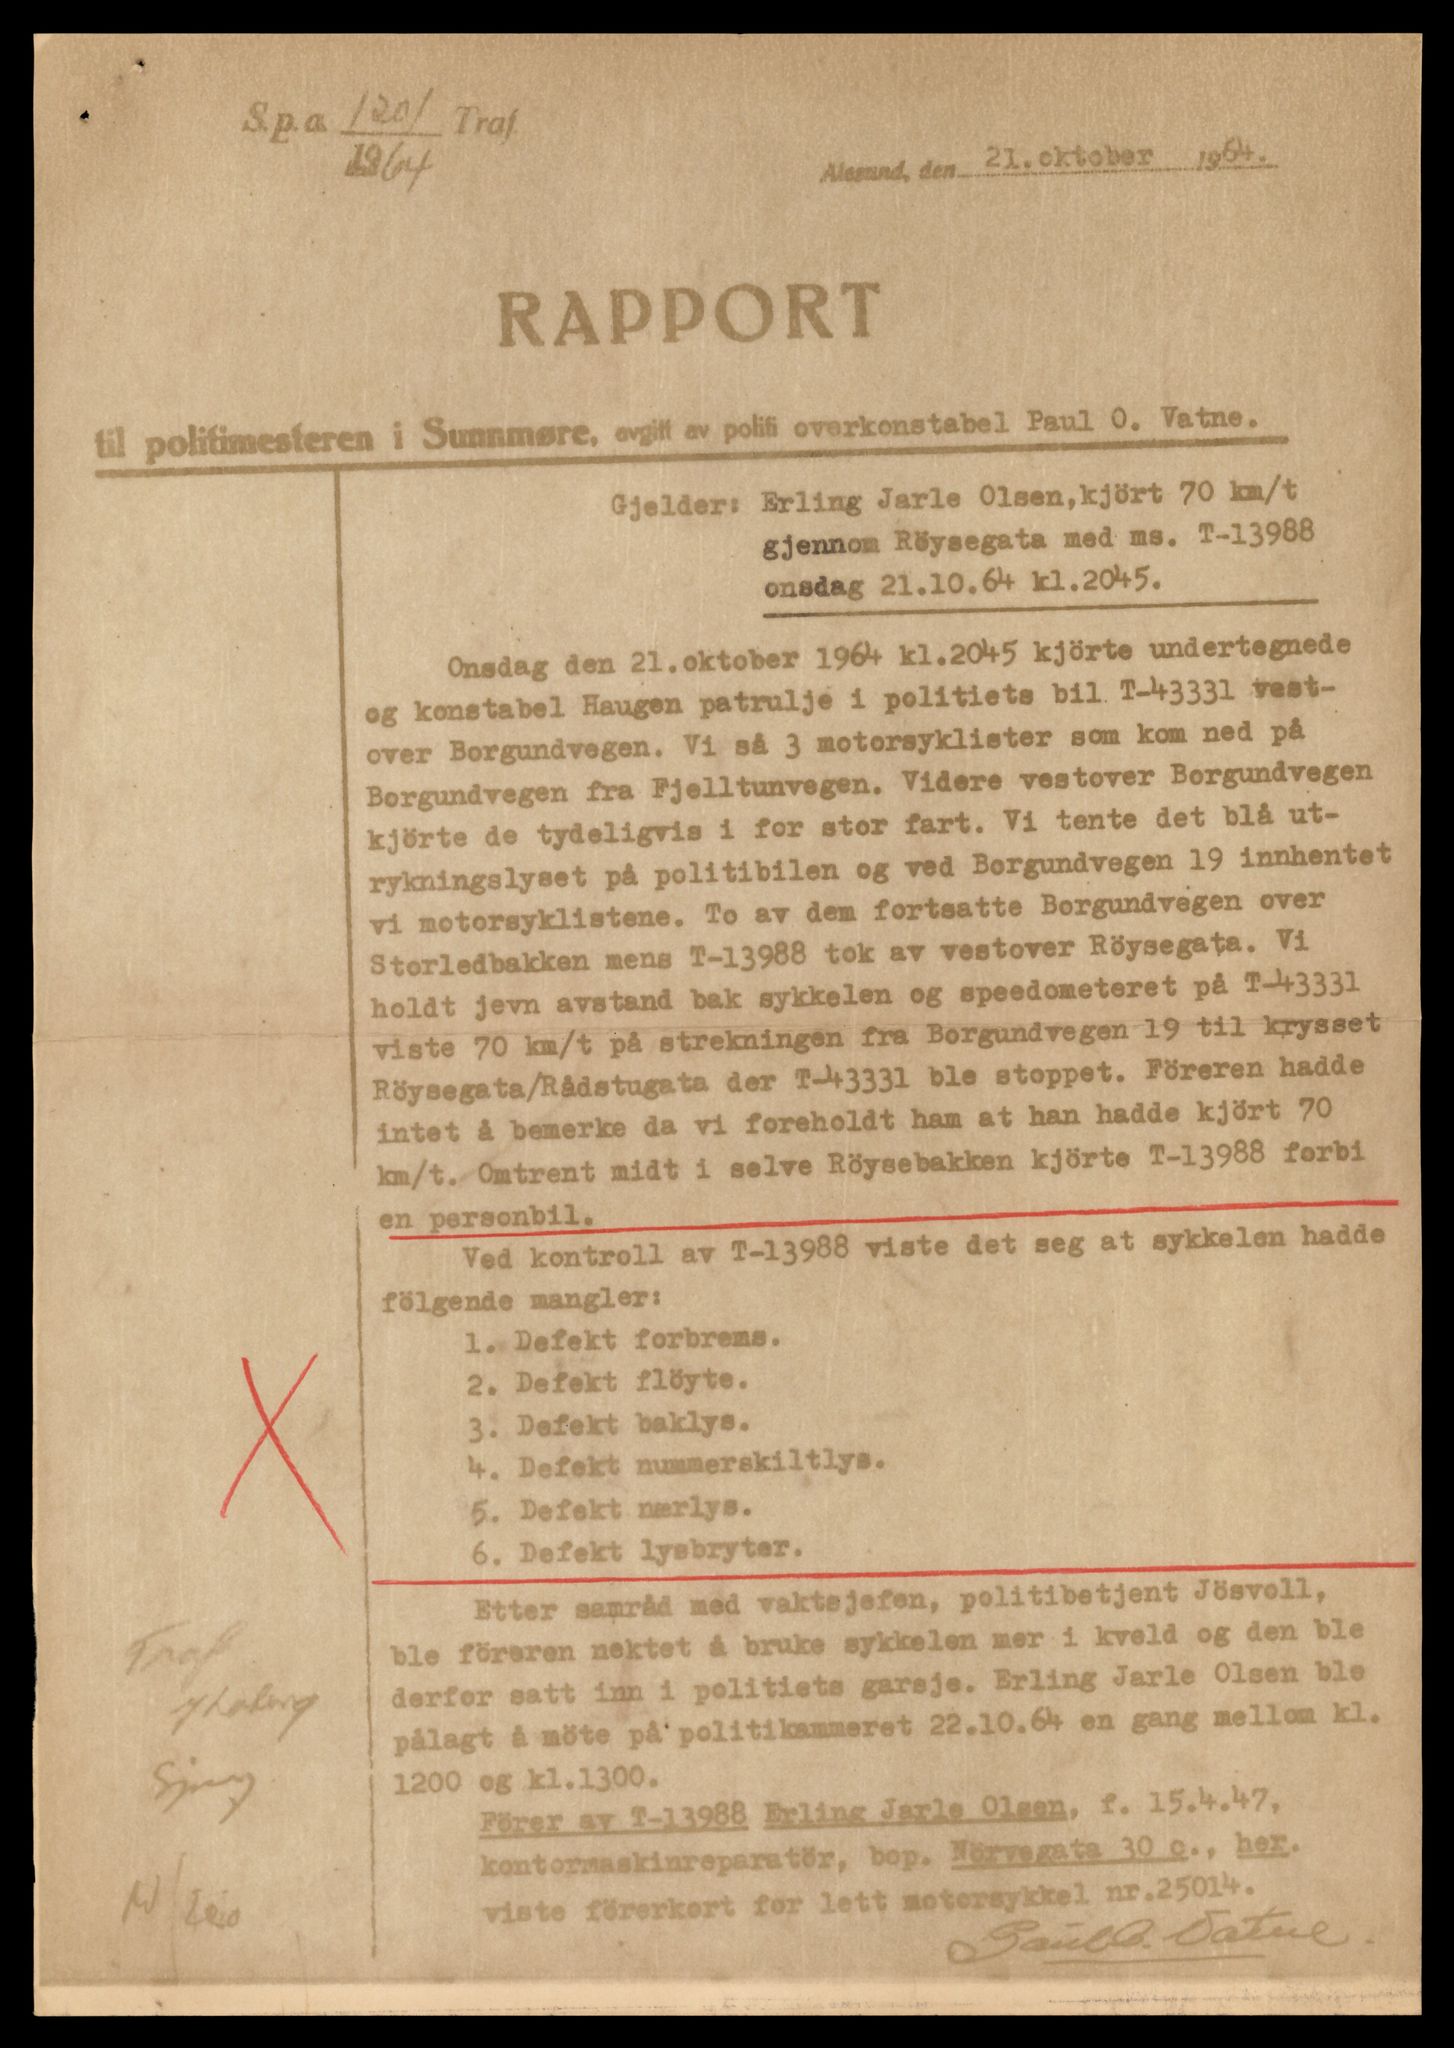 S.p.a. 1201 Traf.
1964
Ålesund, den 21.oktober 1964.
RAPPORT
til politimesteren i Sunnmøre, avgitt av politi overkonstabel Paul O. Vatne.
Gjelder: Erling Jarle Olsen,kjört 70 km/t
gjennom Röysegata med ms. T-13988
onsdag 21.10.64 kl.2045.
Onsdag den 21.oktober 1964 kl.2045 kjörte undertegnede
og konstabel Haugen patrulje i politiets bil T-43331 vest-
over Borgundvegen. Vi så 3 motorsyklister som kom ned på
Borgundvegen fra Fjelltunvegen. Videre vestover Borgundvegen
kjörte de tydeligvis i for stor fart. Vi tente det blå ut-
rykningslyset på politibilen og ved Borgundvegen 19 innhentet
vi motorsyklistene. To av dem fortsatte Borgundvegen over
Storledbakken mens T-13988 tok av vestover Röysegata. Vi
holdt jevn avstand bak sykkelen og speedometeret på T-43331
viste 70 km/t på strekningen fra Borgundvegen 19 til krysset
Röysegata/Rådstugata der T-43331 ble stoppet. Föreren hadde
intet å bemerke da vi foreholdt ham at han hadde kjört 70
km/t. Omtrent midt i selve Röysebakken kjörte T-13988 forbi
en personbil.
Ved kontroll av T-13988 viste det seg at sykkelen hadde
fölgende mangler:
1. Defekt forbrems.
2. Defekt flöyte.
3. Defekt baklys.
4. Defekt nummerskiltlys.
5. Defekt nærlys.
6. Defekt lysbryter.
Etter samråd med vaktsjefen, politibetjent Jösvoll,
ble föreren nektet å bruke sykkelen mer i kveld og den ble
derfor satt inn i politiets garsje. Erling Jarle Olsen ble
pålagt å möte på politikammeret 22.10.64 en gang mellom kl.
1200 og kl.1300.
Förer av T-13988 Erling Jarle Olsen, f. 15.4.47,
kontormaskinreparatör, bop. Nörvegata 30 c., her.
viste förerkort for lett motorsykkel nr.25014.
Paul O. Vatne.
Traf